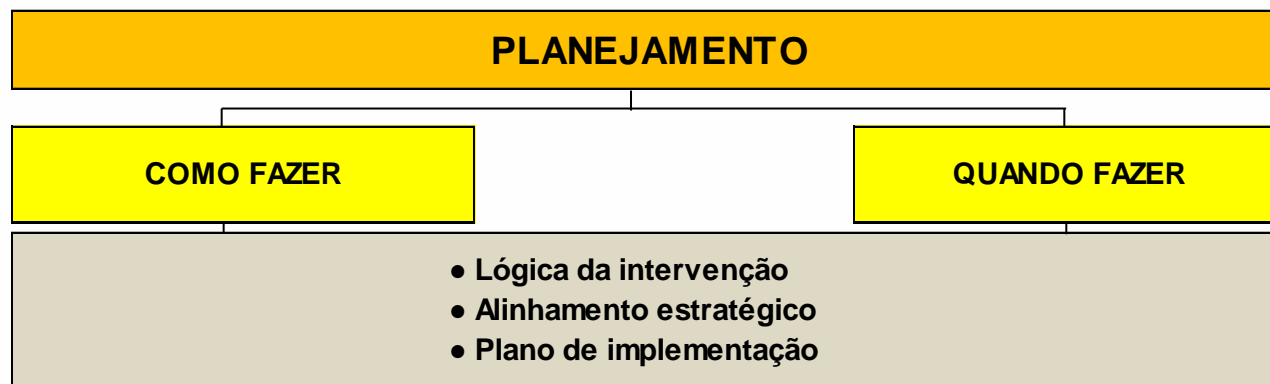 PLANEJAMENTO
COMO FAZER
QUANDO FAZER
● Lógica da intervenção
● Alinhamento estratégico
● Plano de implementação